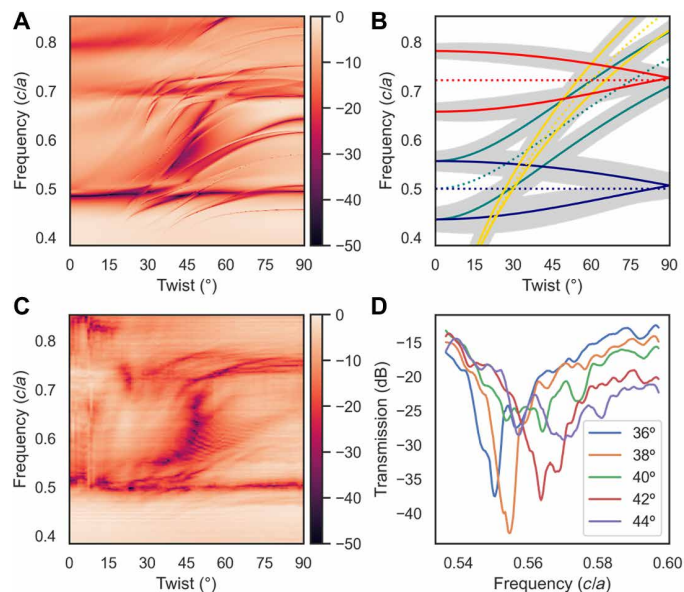 A
Frequency (c/a)
0.8
0.7
0.6
0.5
0.4
0 15 30 45 60 75 90
Twist (°)
0
−10
−20
−30
−40
−50
B
Frequency (c/a)
0.8
0.7
0.6
0.5
0.4
0 15 30 45 60 75 90
Twist (°)
C
Frequency (c/a)
0.8
0.7
0.6
0.5
0.4
0 15 30 45 60 75 90
Twist (°)
0
−10
−20
−30
−40
−50
D
Transmission (dB)
−15
−20
−25
−30
−35
−40
0.54 0.56 0.58 0.60
Frequency (c/a)
36°
38°
40°
42°
44°